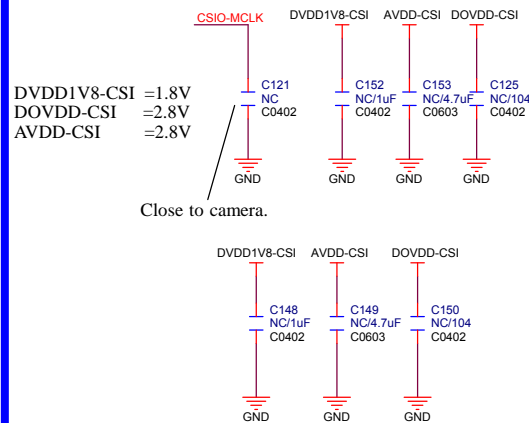 CSI0-MCLK
DVDD1V8-CSI
AVDD-CSI
DOVDD-CSI
DVDD1V8-CSI =1.8V
DOVDD-CSI =2.8V
AVDD-CSI =2.8V
C121
NC
C0402
C152
NC/1uF
C0402
C153
NC/4.7uF
C0603
C125
NC/104
C0402
GND
GND
GND
GND
Close to camera.
DVDD1V8-CSI
AVDD-CSI
DOVDD-CSI
C148
NC/1uF
C0402
C149
NC/4.7uF
C0603
C150
NC/104
C0402
GND
GND
GND